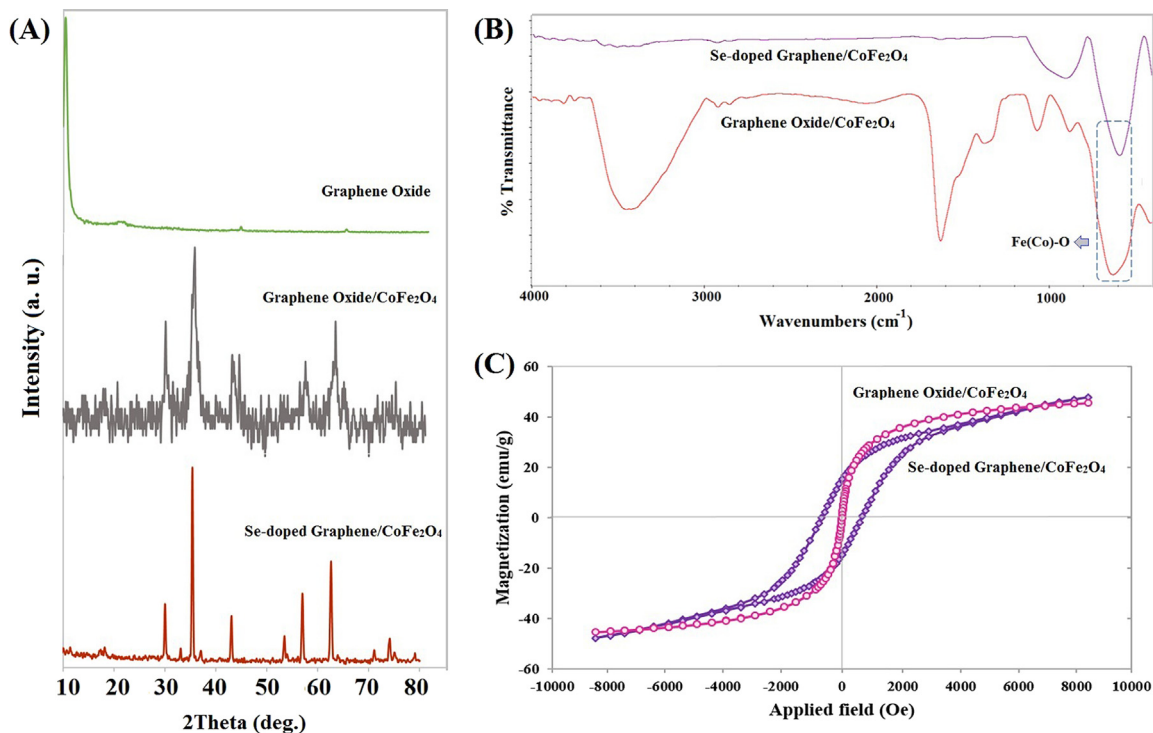 (A)
Graphene Oxide
Graphene Oxide/CoFe₂O₄
Se-doped Graphene/CoFe₂O₄
Intensity (a. u.)
10 20 30 40 50 60 70 80
2Theta (deg.)
(B)
Se-doped Graphene/CoFe₂O₄
Graphene Oxide/CoFe₂O₄
% Transmittance
Fe(Co)-O
4000 3000 2000 1000
Wavenumbers (cm⁻¹)
(C)
60
40
20
0
-20
-40
-60
Magnetization (emu/g)
Graphene Oxide/CoFe₂O₄
Se-doped Graphene/CoFe₂O₄
-10000 -8000 -6000 -4000 -2000 0 2000 4000 6000 8000 10000
Applied field (Oe)